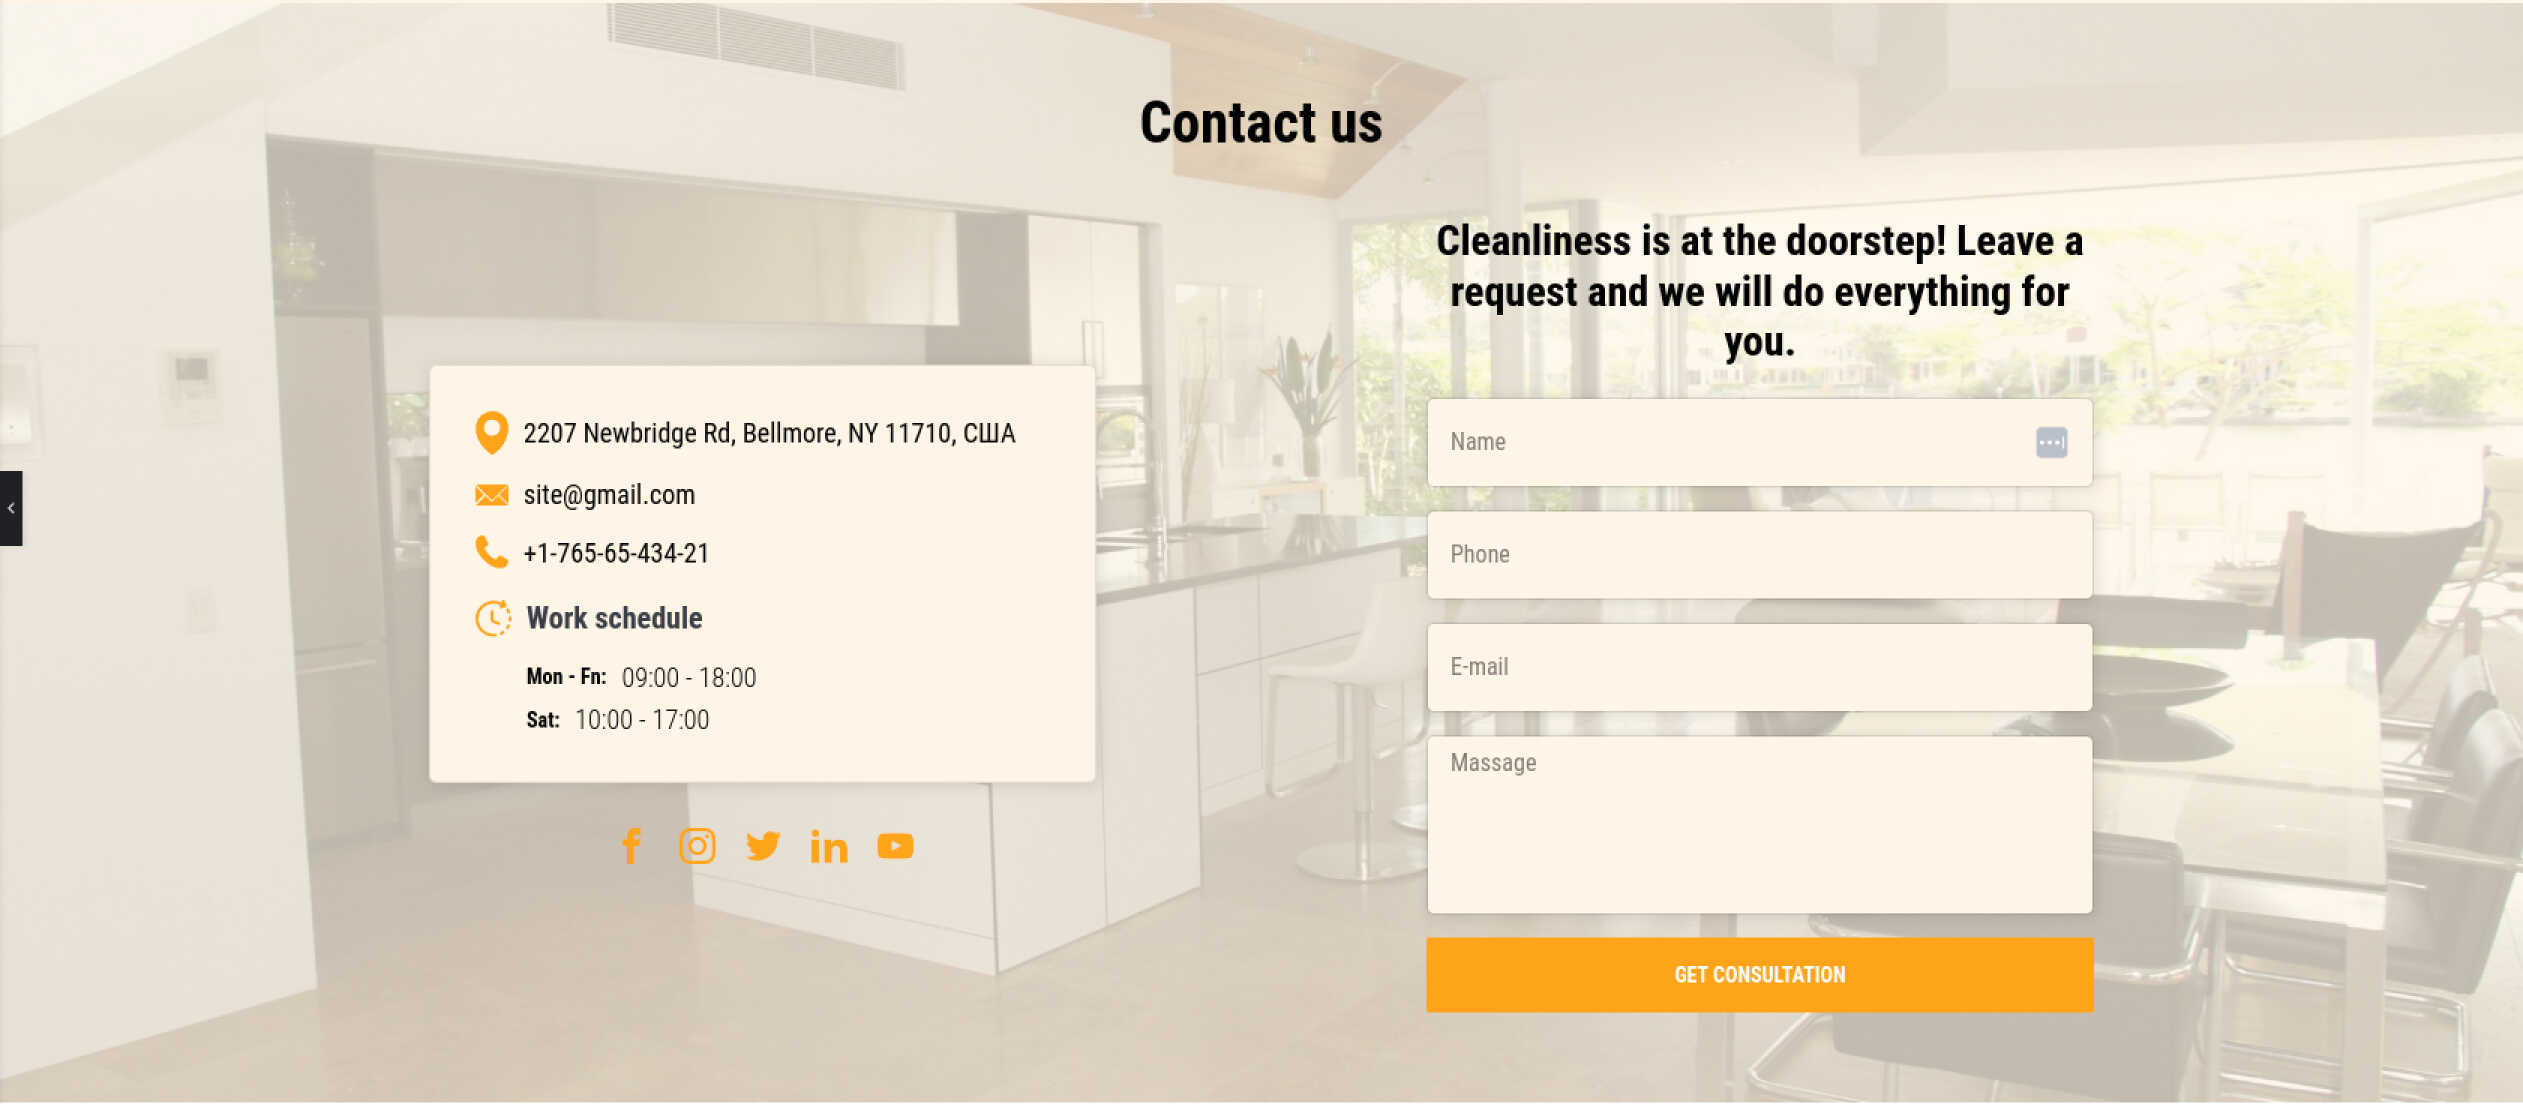 Contact us
2207 Newbridge Rd, Bellmore, NY 11710, США
site@gmail.com
+1-765-65-434-21
Work schedule
Mon - Fn: 09:00 - 18:00
Sat: 10:00 - 17:00
Cleanliness is at the doorstep! Leave a
request and we will do everything for
you.
Name
Phone
E-mail
Massage
GET CONSULTATION